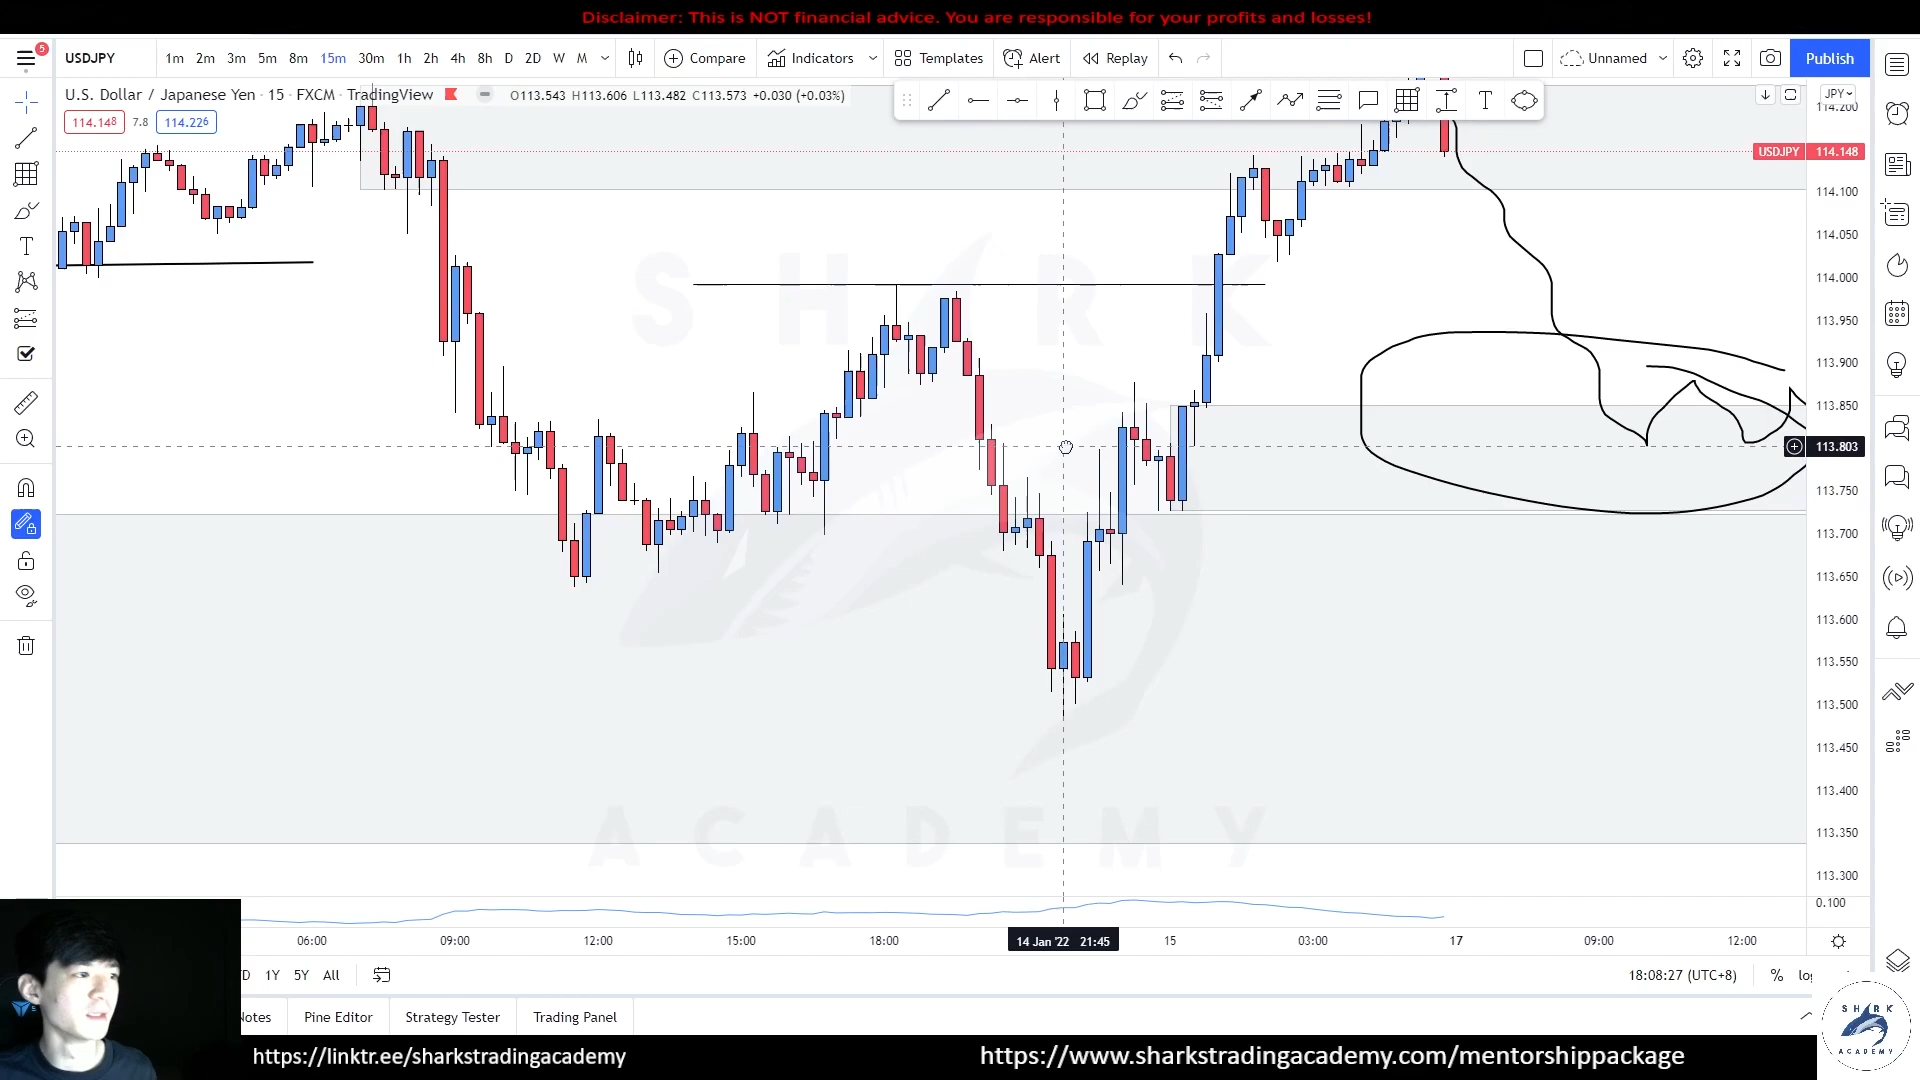 Disclaimer: This is NOT financial advice. You are responsible for your profits and losses!
5
USDJPY 1m 2m 3m 5m 8m 15m 30m 1h 2h 4h 8h D 2D W M Compare Indicators Templates Alert Replay Unnamed Publish
U.S. Dollar / Japanese Yen · 15 · FXCM · TradingView O113.543 H113.606 L113.482 C113.573 +0.030 (+0.03%)
JPY
114.148 7.8 114.226
114.200
USDJPY 114.148
114.100
114.050
114.000
113.950
113.900
113.850
113.803
113.750
113.700
113.650
113.600
113.550
113.500
113.450
113.400
113.350
113.300
0.100
SHARK
ACADEMY
06:00 09:00 12:00 15:00 18:00 14 Jan '22 21:45 15 03:00 17 09:00 12:00
1Y 5Y All 18:08:27 (UTC+8) %
Pine Editor Strategy Tester Trading Panel
https://linktr.ee/sharkstradingacademy https://www.sharkstradingacademy.com/mentorshippackage
SHARK
ACADEMY